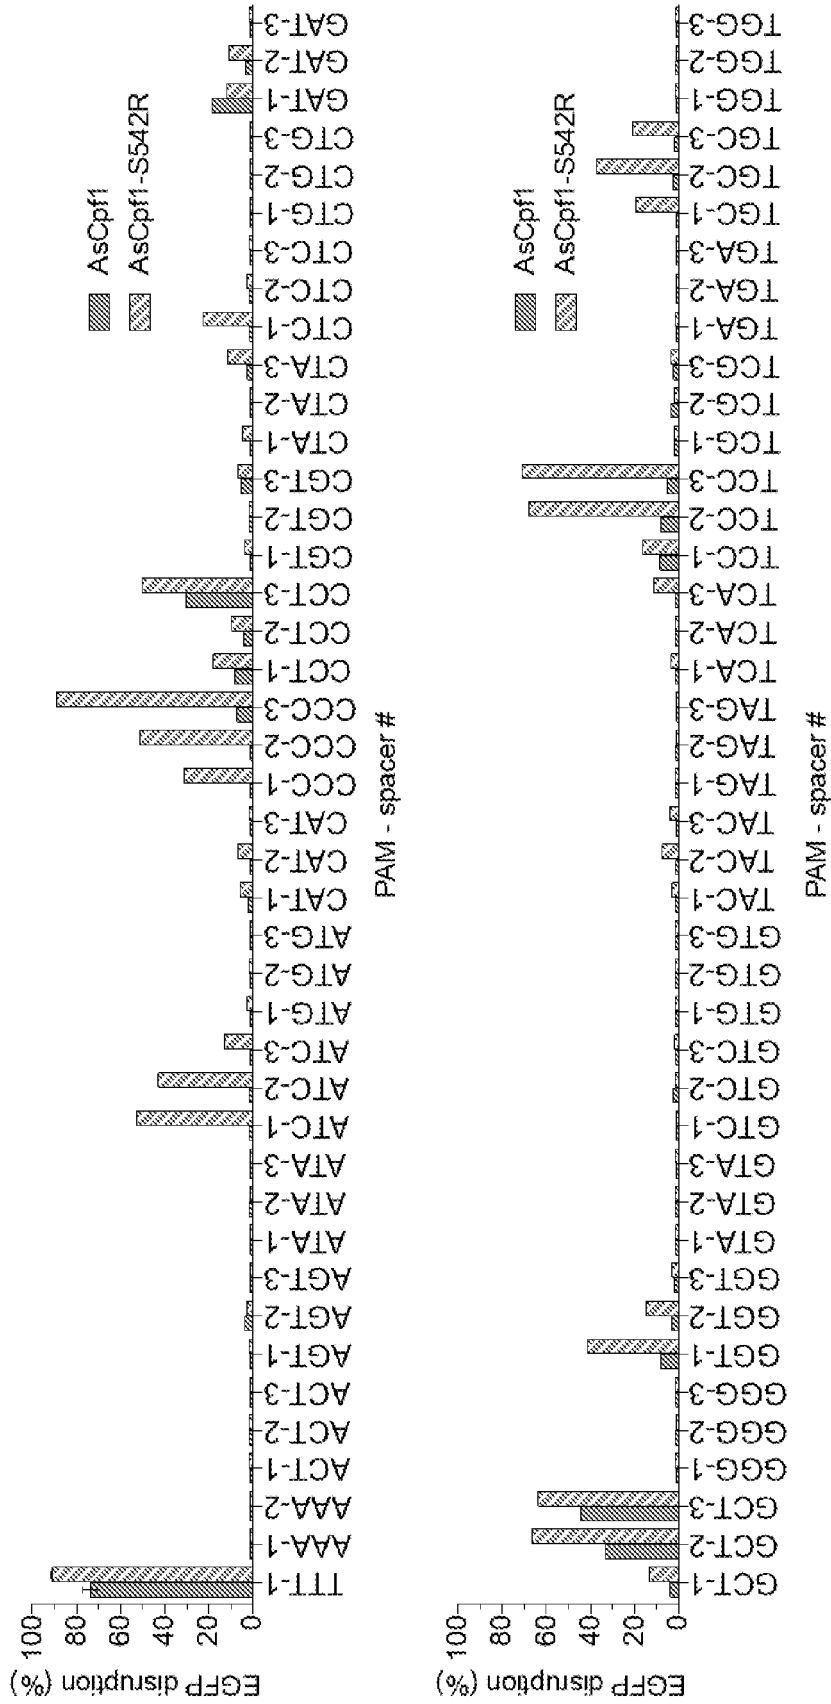 EGFP disruption (%)
100
80
60
40
20
0
TTT-1
AAA-1
AAA-2
ACT-1
ACT-2
ACT-3
AGT-1
AGT-2
AGT-3
ATA-1
ATA-2
ATA-3
ATC-1
ATC-2
ATC-3
ATG-1
ATG-2
ATG-3
CAT-1
CAT-2
CAT-3
CCC-1
CCC-2
CCC-3
CCT-1
CCT-2
CCT-3
CGT-1
CGT-2
CGT-3
CTA-1
CTA-2
CTA-3
CTC-1
CTC-2
CTC-3
CTG-1
CTG-2
CTG-3
GAT-1
GAT-2
GAT-3
PAM - spacer #
AsCpf1
AsCpf1-S542R
EGFP disruption (%)
100
80
60
40
20
0
GCT-1
GCT-2
GCT-3
GGG-1
GGG-2
GGG-3
GGT-1
GGT-2
GGT-3
GTA-1
GTA-2
GTA-3
GTC-1
GTC-2
GTC-3
GTG-1
GTG-2
GTG-3
TAC-1
TAC-2
TAC-3
TAG-1
TAG-2
TAG-3
TCA-1
TCA-2
TCA-3
TCC-1
TCC-2
TCC-3
TCG-1
TCG-2
TCG-3
TGA-1
TGA-2
TGA-3
TGC-1
TGC-2
TGC-3
TGG-1
TGG-2
TGG-3
PAM - spacer #
AsCpf1
AsCpf1-S542R